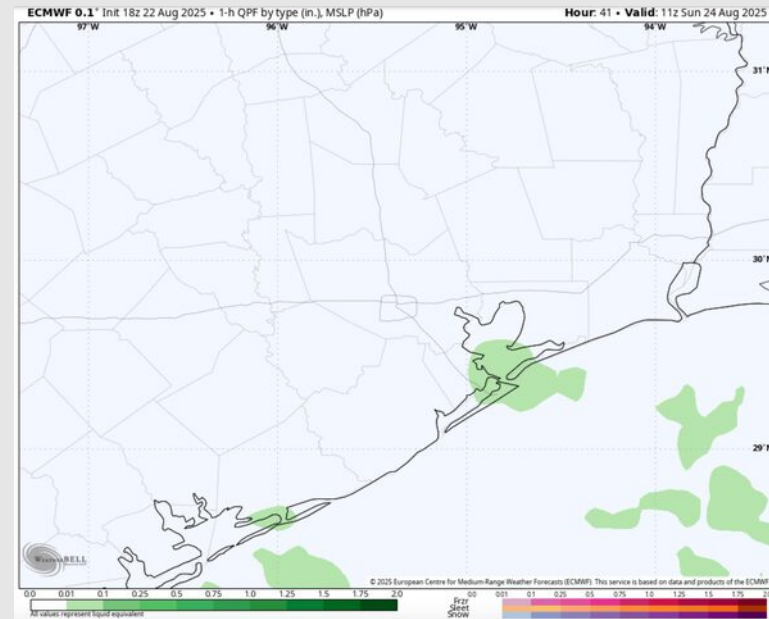 ECMWF 0.1° Init 18z 22 Aug 2025 • 1-h QPF by type (in.), MSLP (hPa) Hour: 41 • Valid: 11z Sun 24 Aug 2025
97°W 96°W 95°W 94°W
31°N
30°N
29°N
WeatherBELL
© 2025 European Centre for Medium-Range Weather Forecasts (ECMWF). This service is based on data and products of the ECMWF
0.0 0.01 0.1 0.25 0.5 0.75 1.0 1.25 1.5 1.75 2.0 0.0 0.01 0.1 0.25 0.5 0.75 1.0 1.25 1.5 1.75
Frzr
Sleet
Snow
All values represent liquid equivalent